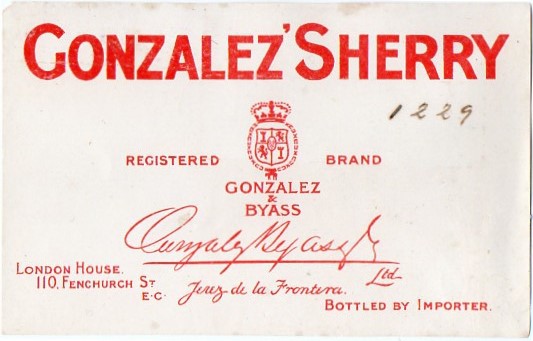 GONZALEZ' SHERRY
1229
REGISTERED BRAND
GONZALEZ
&
BYASS
Gonzalez Byass &
Ltd
LONDON HOUSE.
110, FENCHURCH ST
E.C.
Jerez de la Frontera.
BOTTLED BY IMPORTER.